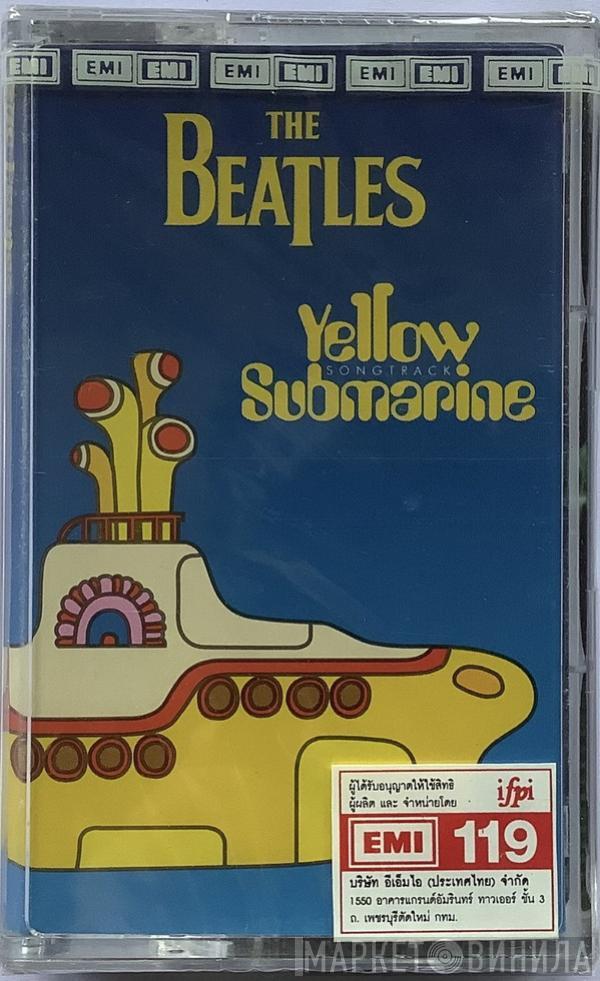 EMI EMI EMI EMI EMI EMI EMI EMI EMI
THE
BEATLES
Yellow
SONGTRACK
Submarine
ผู้ได้รับอนุญาตให้ใช้สิทธิ
ผู้ผลิต และ จำหน่ายโดย
ifpi
EMI 119
บริษัท อีเอ็มไอ (ประเทศไทย) จำกัด
1550 อาคารแกรนด์อัมรินทร์ ทาวเออร์ ชั้น 3
ถ. เพชรบุรีตัดใหม่ กทม.
МАРКЕТ ВИНИЛА